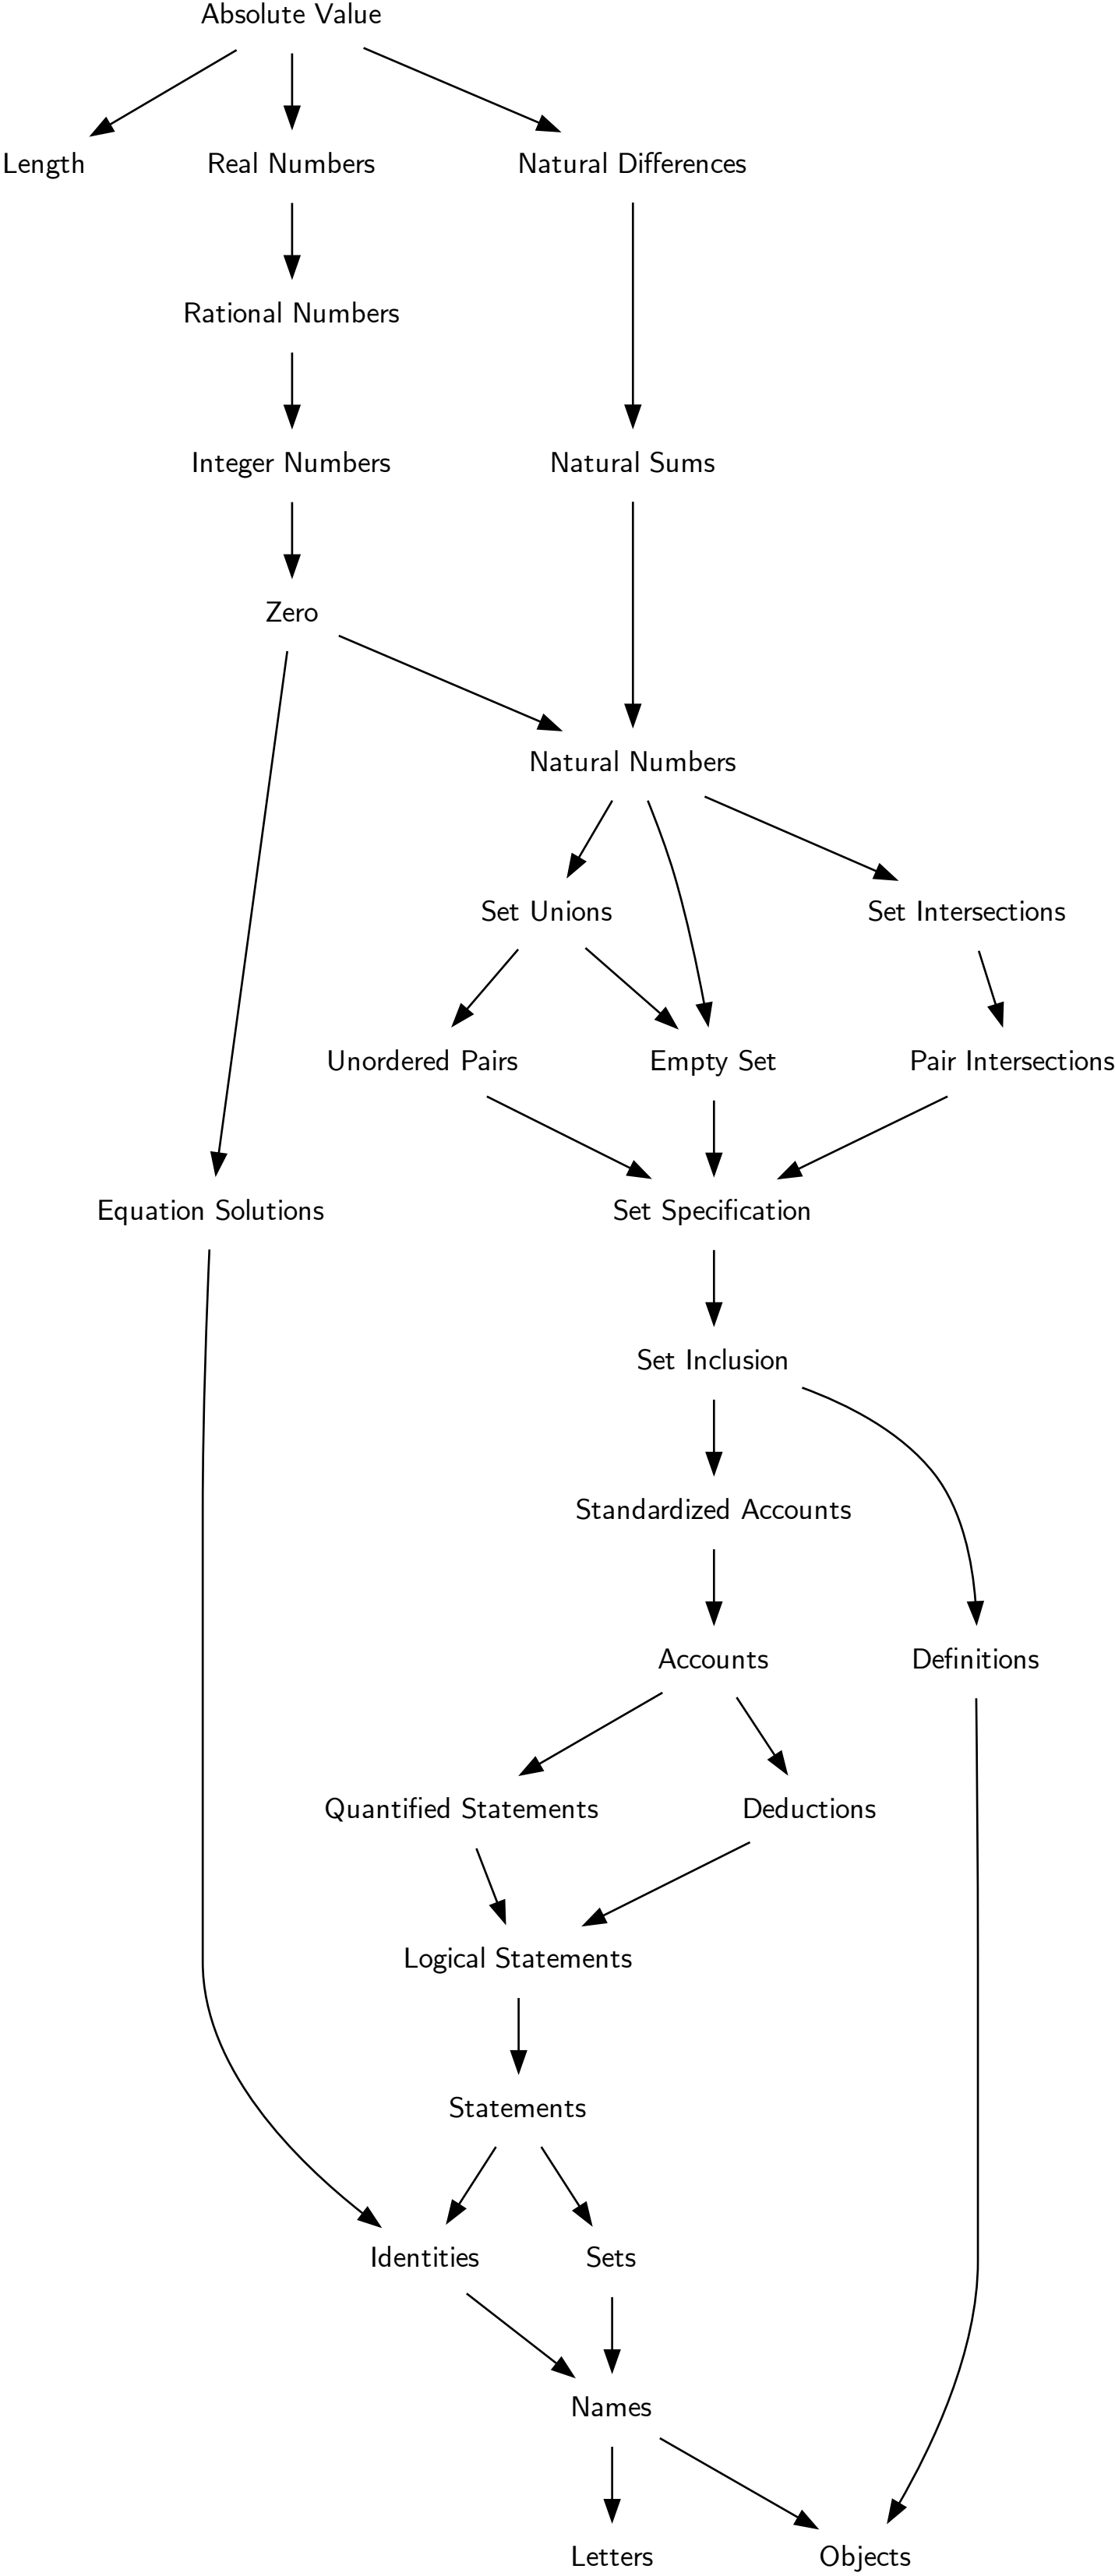 Absolute Value
Length
Real Numbers
Natural Differences
Rational Numbers
Integer Numbers
Natural Sums
Zero
Natural Numbers
Set Unions
Set Intersections
Unordered Pairs
Empty Set
Pair Intersections
Equation Solutions
Set Specification
Set Inclusion
Standardized Accounts
Accounts
Definitions
Quantified Statements
Deductions
Logical Statements
Statements
Identities
Sets
Names
Letters
Objects